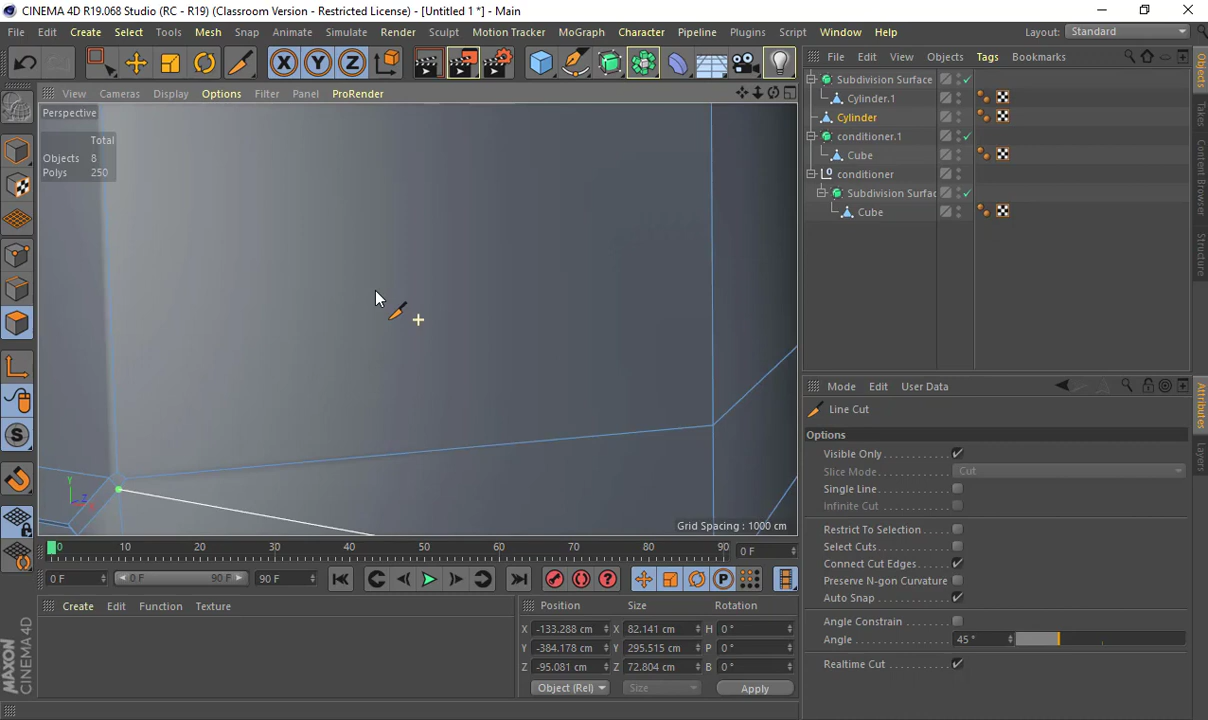 CINEMA 4D R19.068 Studio (RC - R19) (Classroom Version - Restricted License) - [Untitled 1 *] - Main
File Edit Create Select Tools Mesh Snap Animate Simulate Render Sculpt Motion Tracker MoGraph Character Pipeline Plugins Script Window Help Layout: Standard
X Y Z
File Edit View Objects Tags Bookmarks
View Cameras Display Options Filter Panel ProRender
Perspective
Total
Objects 8
Polys 250
Subdivision Surface
Cylinder.1
Cylinder
conditioner.1
Cube
conditioner
Subdivision Surfac
Cube
Objects
Takes
Content Browser
Structure
Mode Edit User Data
Line Cut
Options
Visible Only
Slice Mode Cut
Single Line
Infinite Cut
Restrict To Selection
Select Cuts
Connect Cut Edges
Preserve N-gon Curvature
Auto Snap
Angle Constrain
Angle 45 °
Realtime Cut
Attributes
Layers
Y
Z
S
Grid Spacing : 1000 cm
0 10 20 30 40 50 60 70 80 90 0 F
0 F 0 F 90 F 90 F
P
Create Edit Function Texture
Position Size Rotation
X -133.288 cm X 82.141 cm H 0 °
Y -384.178 cm Y 295.515 cm P 0 °
Z -95.081 cm Z 72.804 cm B 0 °
Object (Rel) Size Apply
MAXON
CINEMA 4D